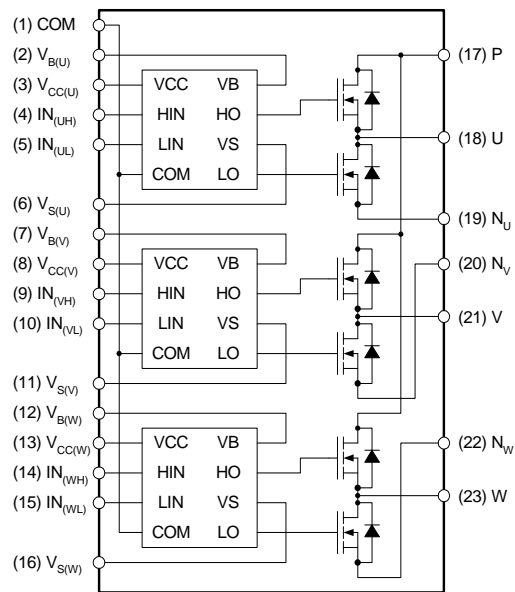 (1) COM
(2) V_B(U)
(3) V_CC(U)
(4) IN_(UH)
(5) IN_(UL)
(6) V_S(U)
(7) V_B(V)
(8) V_CC(V)
(9) IN_(VH)
(10) IN_(VL)
(11) V_S(V)
(12) V_B(W)
(13) V_CC(W)
(14) IN_(WH)
(15) IN_(WL)
(16) V_S(W)
VCC VB
HIN HO
LIN VS
COM LO
VCC VB
HIN HO
LIN VS
COM LO
VCC VB
HIN HO
LIN VS
COM LO
(17) P
(18) U
(19) N_U
(20) N_V
(21) V
(22) N_W
(23) W